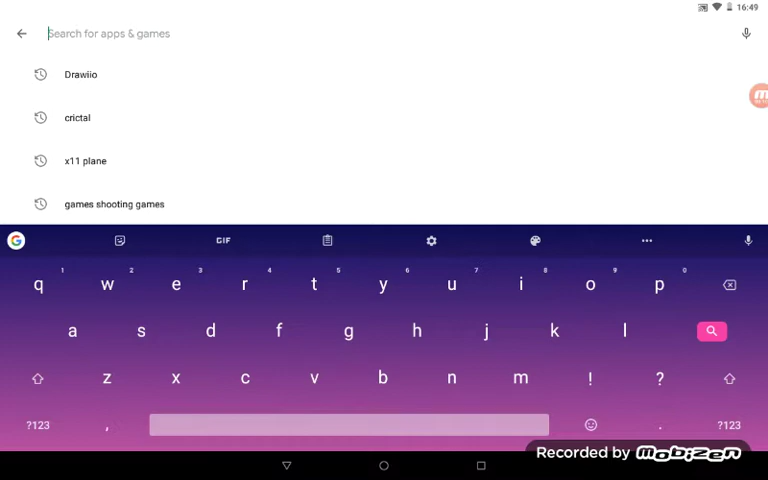 16:49
Search for apps & games
Drawiio
crictal
x11 plane
games shooting games
G GIF
1 2 3 4 5 6 7 8 9 0
q w e r t y u i o p
a s d f g h j k l
z x c v b n m ! ?
?123 , . ?123
Recorded by mobizen